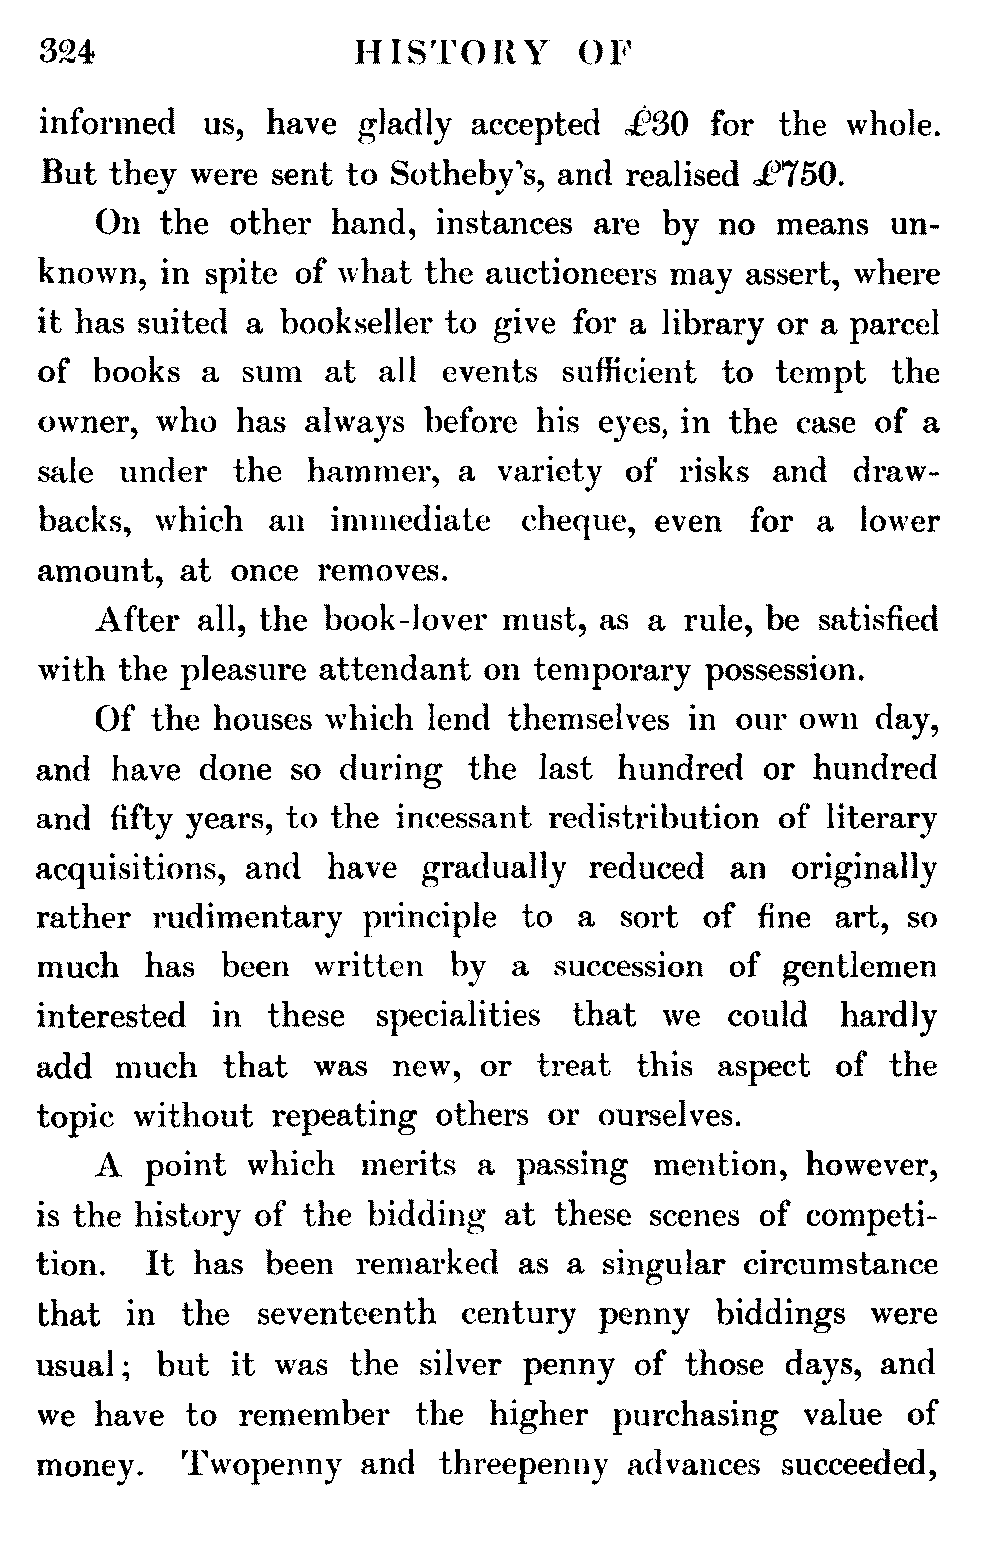 324 HISTORY OF
informed us, have gladly accepted £30 for the whole.
But they were sent to Sotheby's, and realised £750.
On the other hand, instances are by no means un-
known, in spite of what the auctioneers may assert, where
it has suited a bookseller to give for a library or a parcel
of books a sum at all events sufficient to tempt the
owner, who has always before his eyes, in the case of a
sale under the hammer, a variety of risks and draw-
backs, which an immediate cheque, even for a lower
amount, at once removes.
After all, the book-lover must, as a rule, be satisfied
with the pleasure attendant on temporary possession.
Of the houses which lend themselves in our own day,
and have done so during the last hundred or hundred
and fifty years, to the incessant redistribution of literary
acquisitions, and have gradually reduced an originally
rather rudimentary principle to a sort of fine art, so
much has been written by a succession of gentlemen
interested in these specialities that we could hardly
add much that was new, or treat this aspect of the
topic without repeating others or ourselves.
A point which merits a passing mention, however,
is the history of the bidding at these scenes of competi-
tion. It has been remarked as a singular circumstance
that in the seventeenth century penny biddings were
usual; but it was the silver penny of those days, and
we have to remember the higher purchasing value of
money. Twopenny and threepenny advances succeeded,